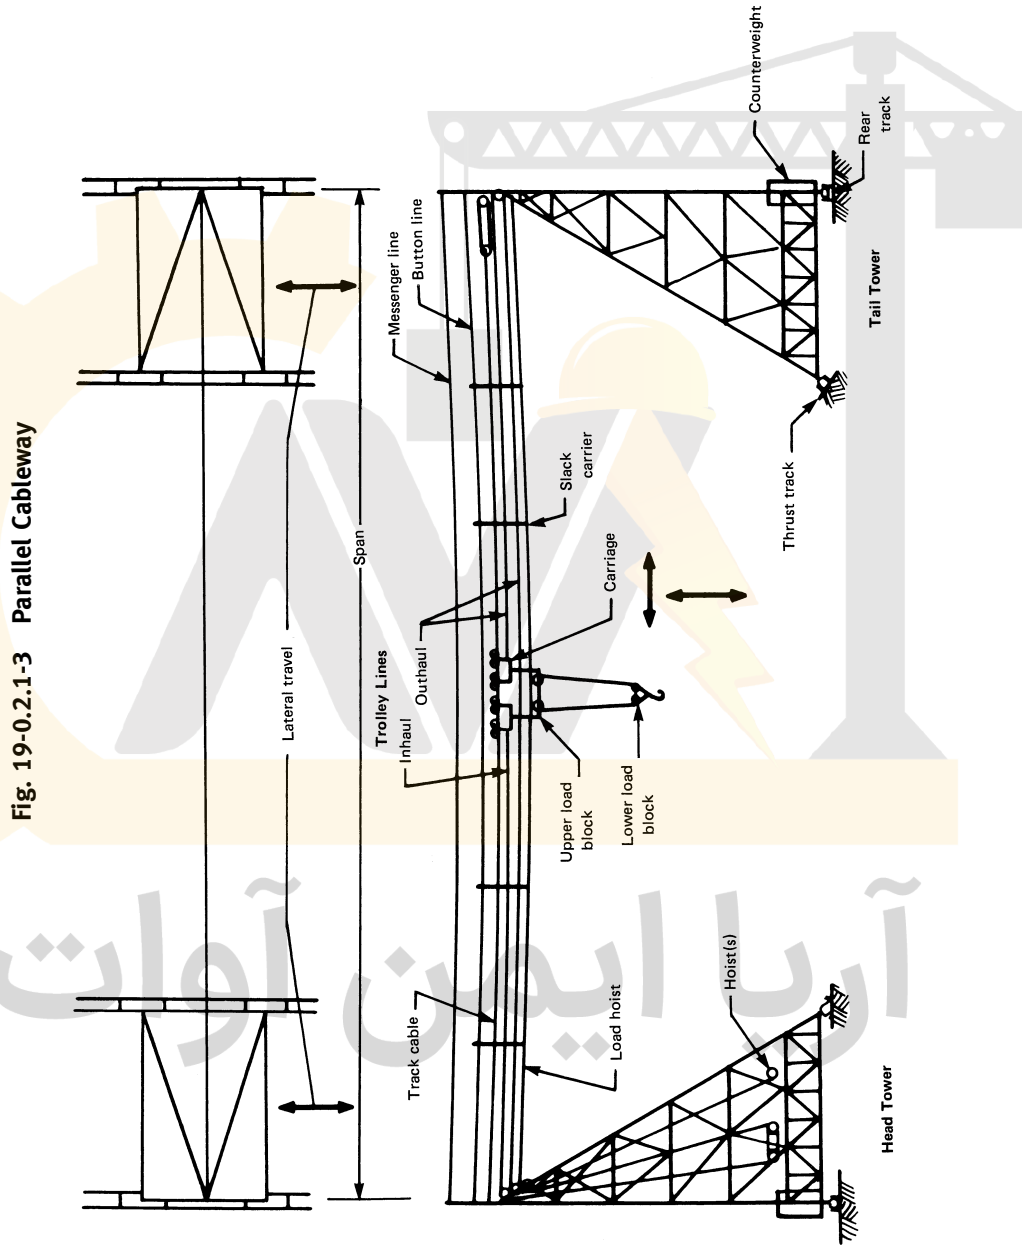 Fig. 19-0.2.1-3 Parallel Cableway
Lateral travel
Span
Messenger line
Button line
Trolley Lines
Inhaul
Outhaul
Slack
carrier
Carriage
Upper load
block
Lower load
block
Track cable
Load hoist
Hoist(s)
Counterweight
Rear
track
Thrust track
Head Tower
Tail Tower
آریا ایمن آوات